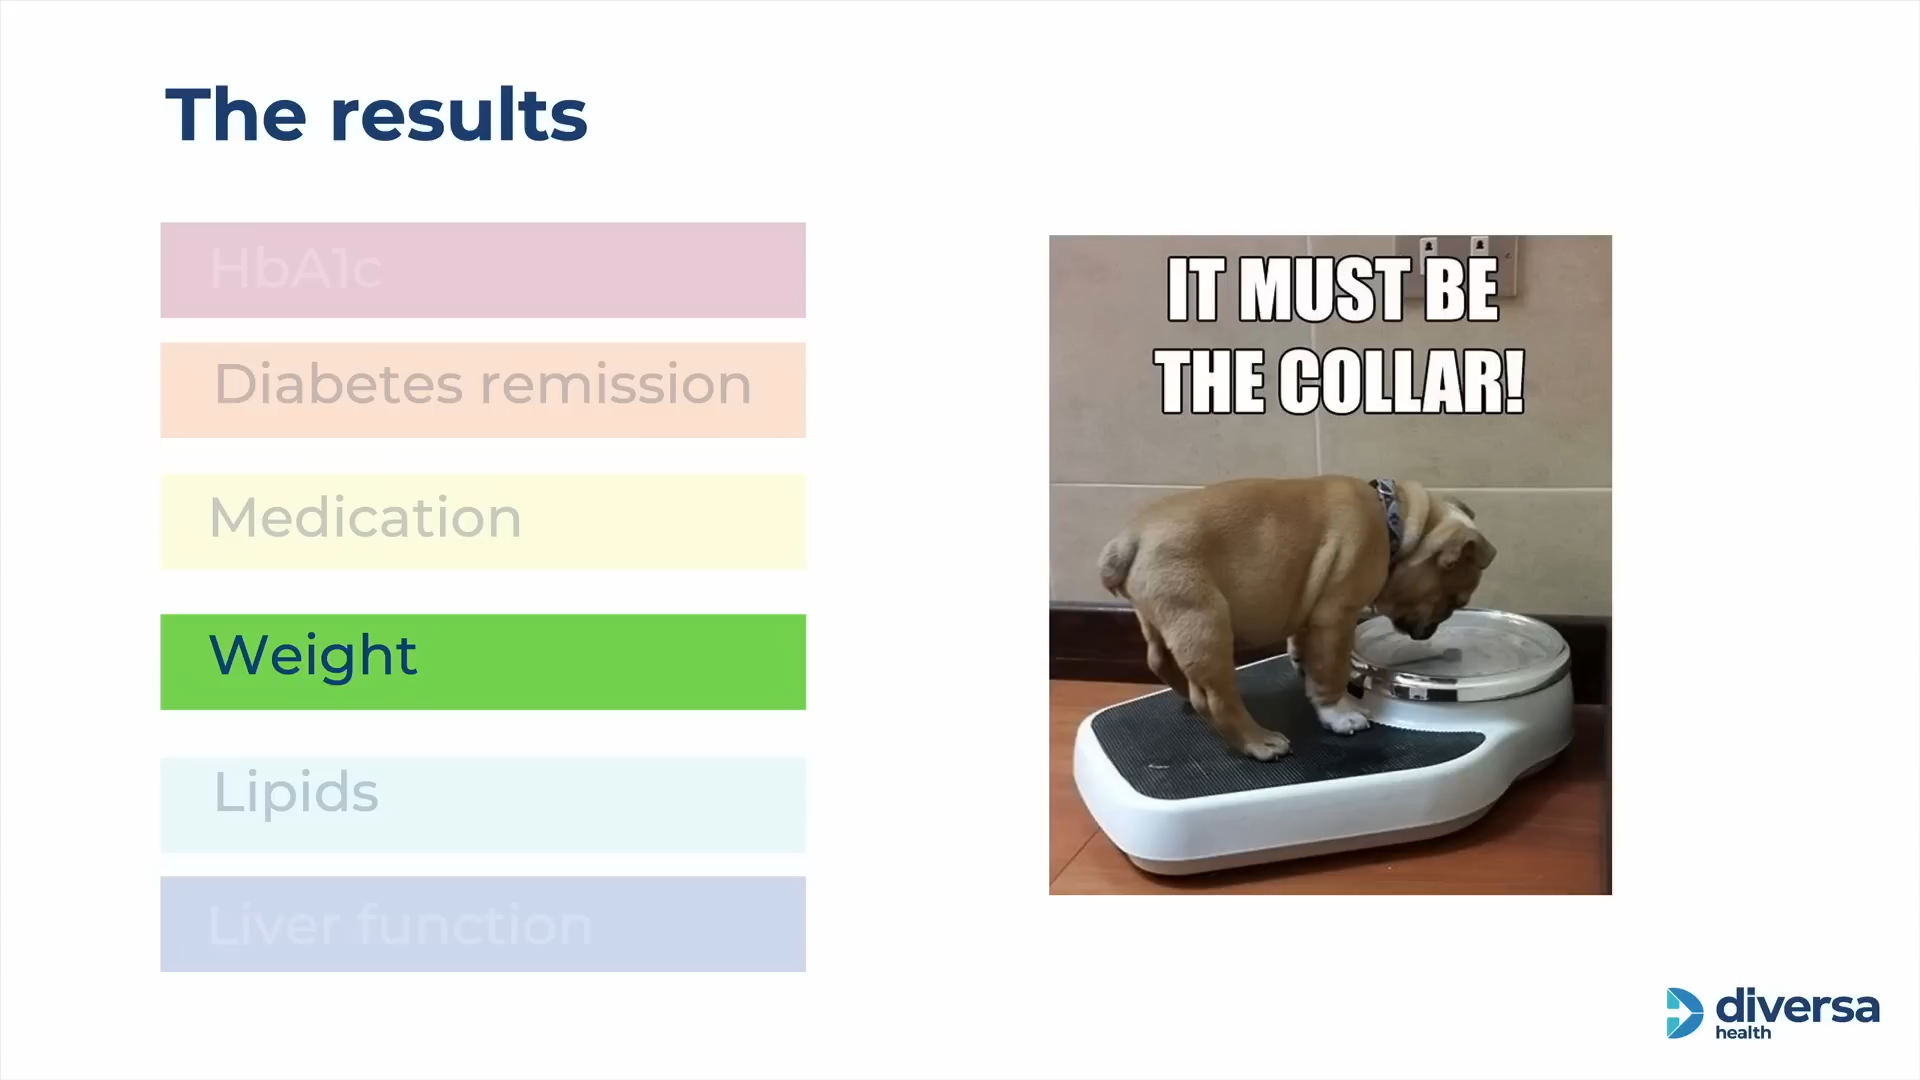 The results
HbA1c
Diabetes remission
Medication
Weight
Lipids
Liver function
IT MUST BE
THE COLLAR!
diversa
health